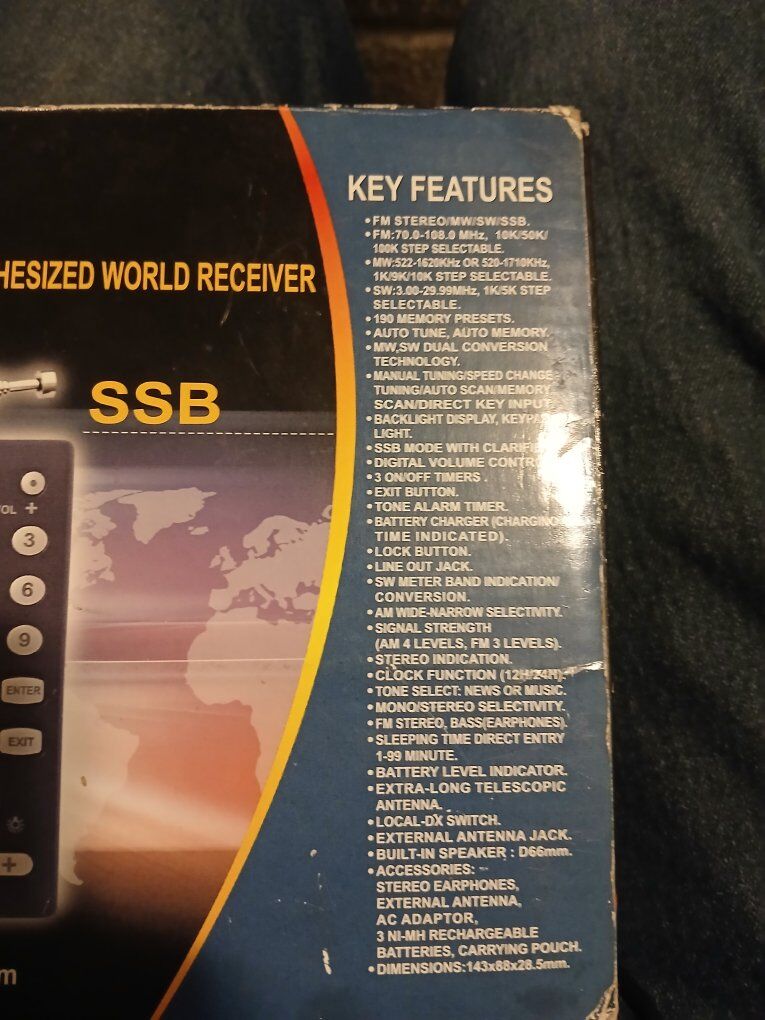 KEY FEATURES
• FM STEREO/MW/SW/SSB.
• FM:70.0-108.0 MHz, 10K/50K/
100K STEP SELECTABLE.
• MW:522-1620KHz OR 520-1710KHz,
1K/9K/10K STEP SELECTABLE.
• SW:3.00-29.99MHz, 1K/5K STEP
SELECTABLE.
• 190 MEMORY PRESETS.
• AUTO TUNE, AUTO MEMORY.
• MW,SW DUAL CONVERSION
TECHNOLOGY.
• MANUAL TUNING/SPEED CHANGE
TUNING/AUTO SCAN/MEMORY
SCAN/DIRECT KEY INPUT.
• BACKLIGHT DISPLAY,
LIGHT.
• SSB MODE WITH
• DIGITAL VOLUME
• 3 ON/OFF TIMERS .
• EXIT BUTTON.
• TONE ALARM TIMER.
• BATTERY CHARGER (CHARGING
TIME INDICATED).
• LOCK BUTTON.
• LINE OUT JACK.
• SW METER BAND INDICATION/
CONVERSION.
• AM WIDE-NARROW SELECTIVITY.
• SIGNAL STRENGTH
(AM 4 LEVELS, FM 3 LEVELS).
• STEREO INDICATION.
• CLOCK FUNCTION (12H/24H).
• TONE SELECT: NEWS OR MUSIC.
• MONO/STEREO SELECTIVITY.
• FM STEREO, BASS(EARPHONES).
• SLEEPING TIME DIRECT ENTRY
1-99 MINUTE.
• BATTERY LEVEL INDICATOR.
• EXTRA-LONG TELESCOPIC
ANTENNA.
• LOCAL-DX SWITCH.
• EXTERNAL ANTENNA JACK.
• BUILT-IN SPEAKER : D66mm.
• ACCESSORIES:
STEREO EARPHONES,
EXTERNAL ANTENNA,
AC ADAPTOR,
3 NI-MH RECHARGEABLE
BATTERIES, CARRYING POUCH.
• DIMENSIONS:143x88x28.5mm.
HESIZED WORLD RECEIVER
SSB
OL +
3
6
9
ENTER
EXIT
+
m